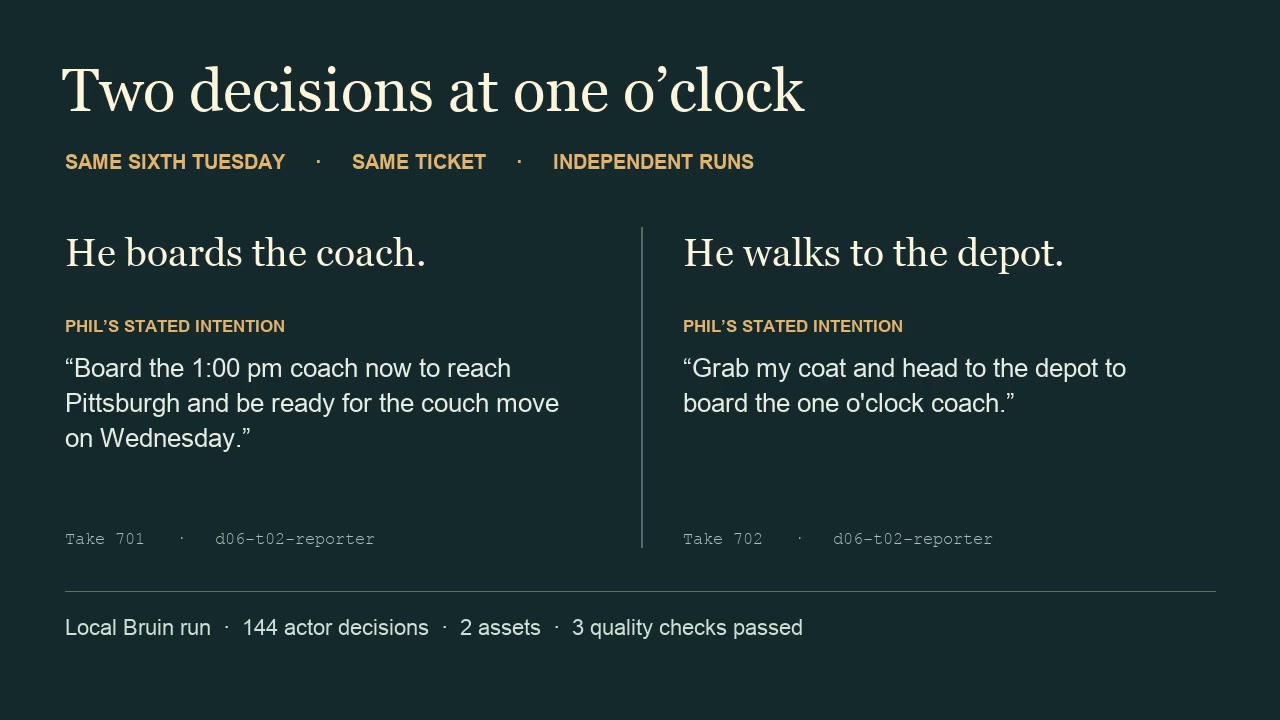 Two decisions at one o’clock
SAME SIXTH TUESDAY · SAME TICKET · INDEPENDENT RUNS
He boards the coach.
PHIL’S STATED INTENTION
“Board the 1:00 pm coach now to reach
Pittsburgh and be ready for the couch move
on Wednesday.”
Take 701 · d06-t02-reporter
He walks to the depot.
PHIL’S STATED INTENTION
“Grab my coat and head to the depot to
board the one o'clock coach.”
Take 702 · d06-t02-reporter
Local Bruin run · 144 actor decisions · 2 assets · 3 quality checks passed